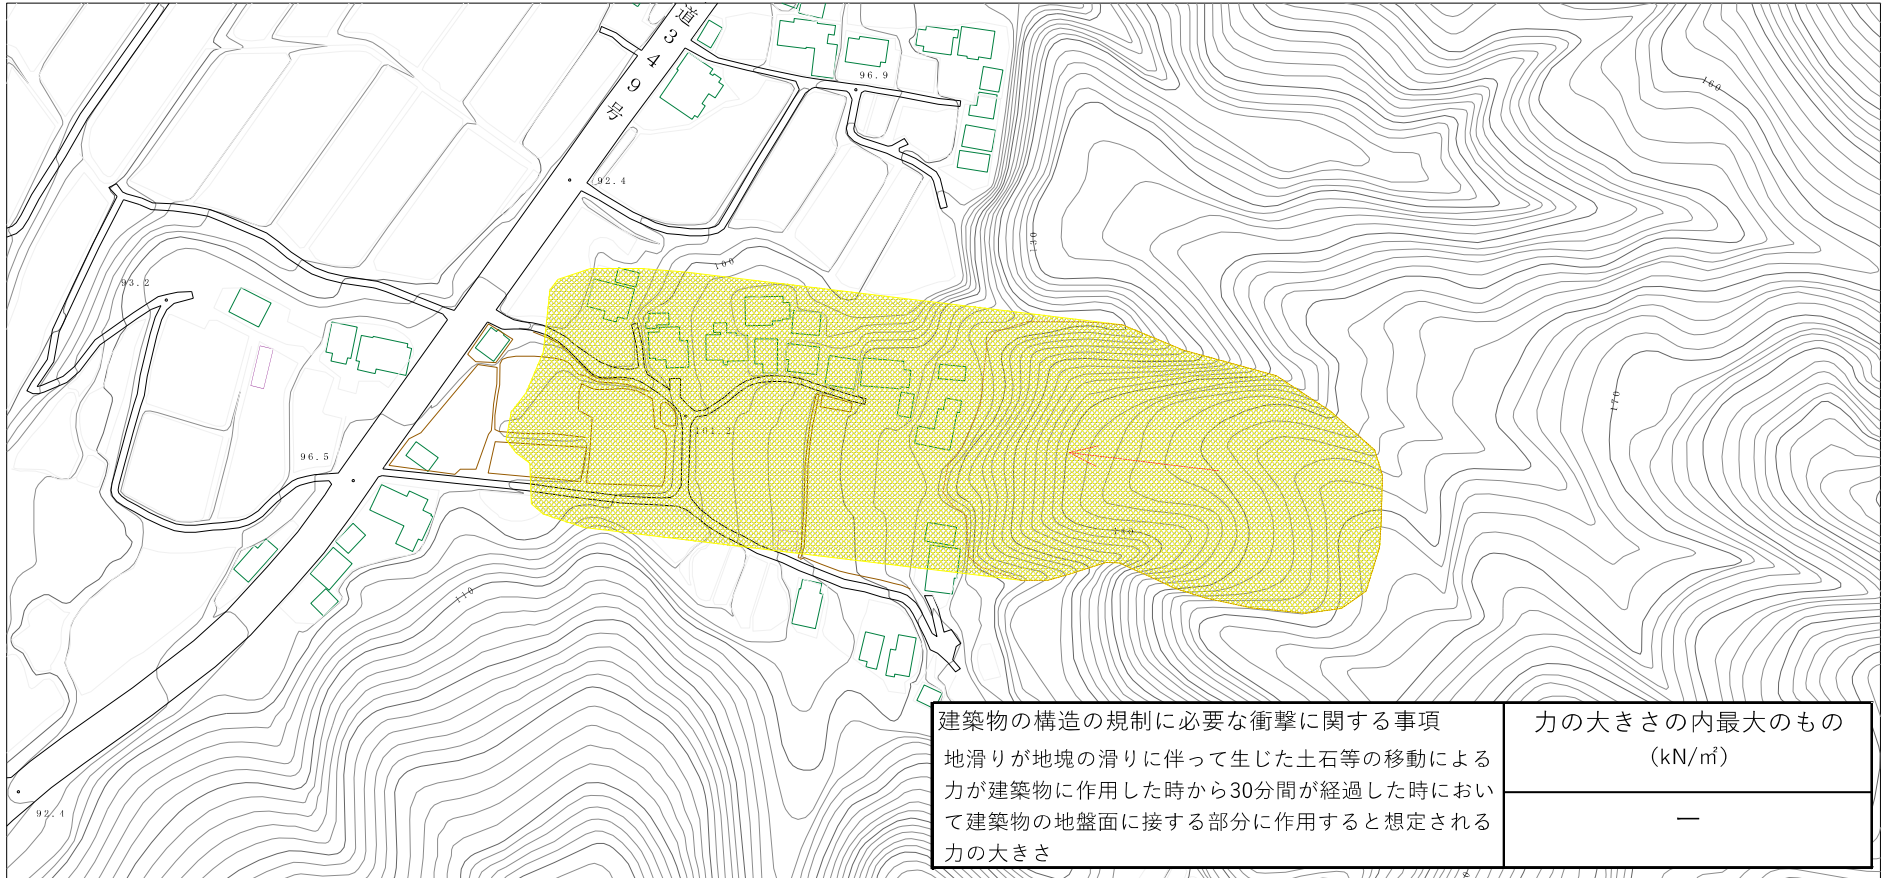 道349号
96.9
160
92.4
130
100
93.2
170
101.2
96.5
140
110
92.4
建築物の構造の規制に必要な衝撃に関する事項
地滑りが地塊の滑りに伴って生じた土石等の移動による
力が建築物に作用した時から30分間が経過した時におい
て建築物の地盤面に接する部分に作用すると想定される
力の大きさ
力の大きさの内最大のもの
(kN/㎡)
ー